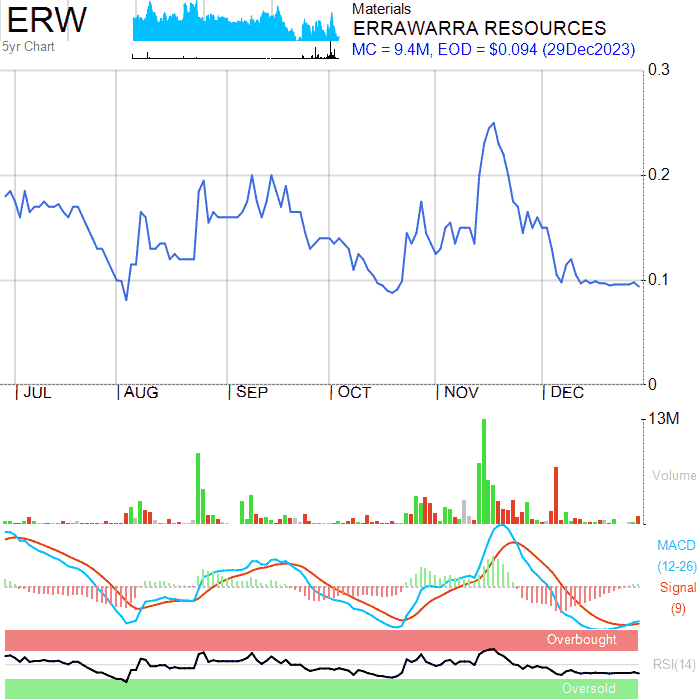 ERW
5yr Chart
Materials
ERRAWARRA RESOURCES
MC = 9.4M, EOD = $0.094 (29Dec2023)
0.3
0.2
0.1
0
JUL
AUG
SEP
OCT
NOV
DEC
13M
Volume
MACD
(12-26)
Signal
(9)
Overbought
RSI(14)
Oversold